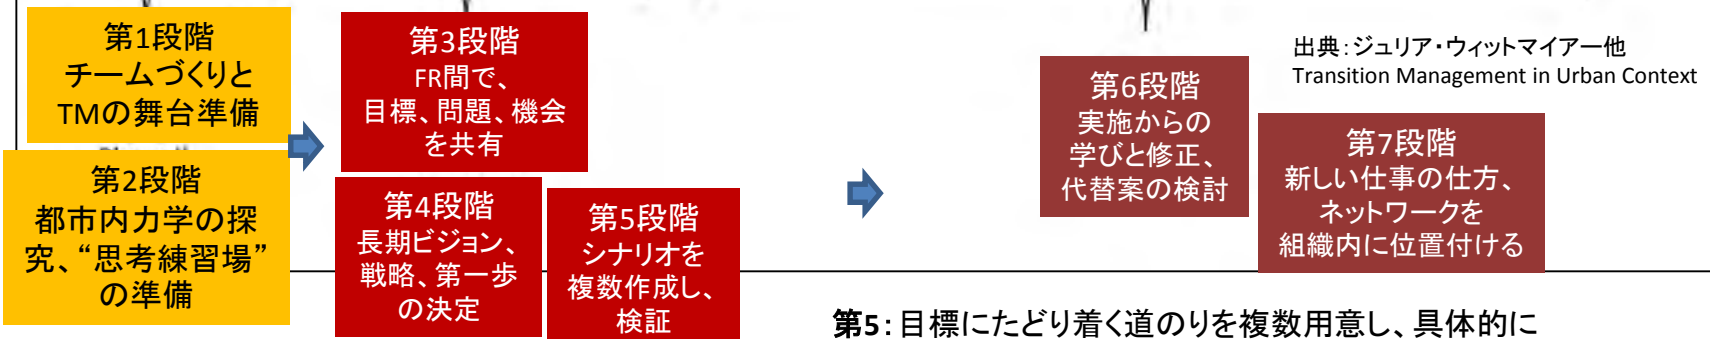 第1段階
チームづくりと
TMの舞台準備
第2段階
都市内力学の探
究、“思考練習場”
の準備
第3段階
FR間で、
目標、問題、機会
を共有
第4段階
長期ビジョン、
戦略、第一歩
の決定
第5段階
シナリオを
複数作成し、
検証
第6段階
実施からの
学びと修正、
代替案の検討
第7段階
新しい仕事の仕方、
ネットワークを
組織内に位置付ける
出典：ジュリア・ウィットマイアー他
Transition Management in Urban Context
第5：目標にたどり着く道のりを複数用意し、具体的に